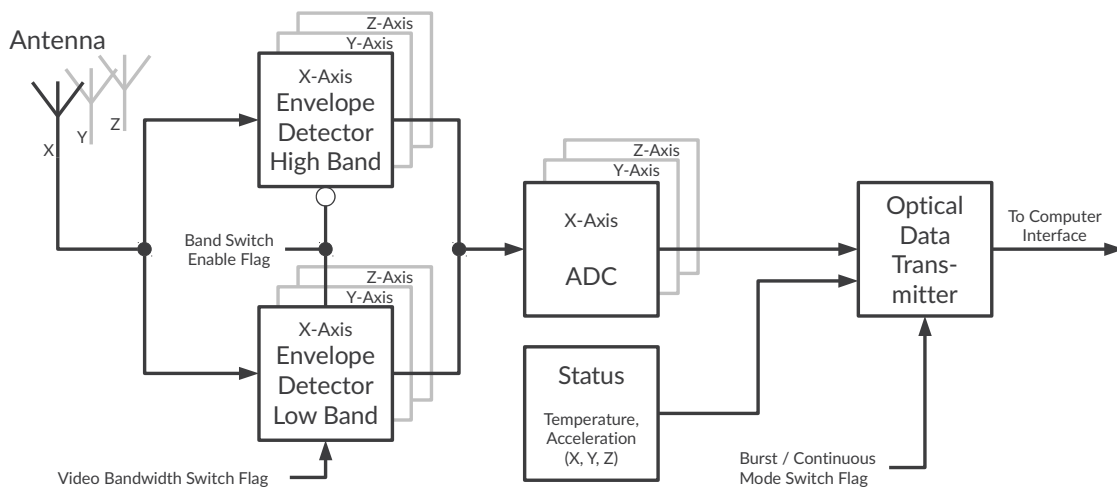 Antenna
X
Y
Z
Z-Axis
Y-Axis
X-Axis
Envelope
Detector
High Band
Band Switch
Enable Flag
Z-Axis
Y-Axis
X-Axis
Envelope
Detector
Low Band
Video Bandwidth Switch Flag
Z-Axis
Y-Axis
X-Axis
ADC
Status
Temperature,
Acceleration
(X, Y, Z)
Optical
Data
Trans-
mitter
To Computer
Interface
Burst / Continuous
Mode Switch Flag